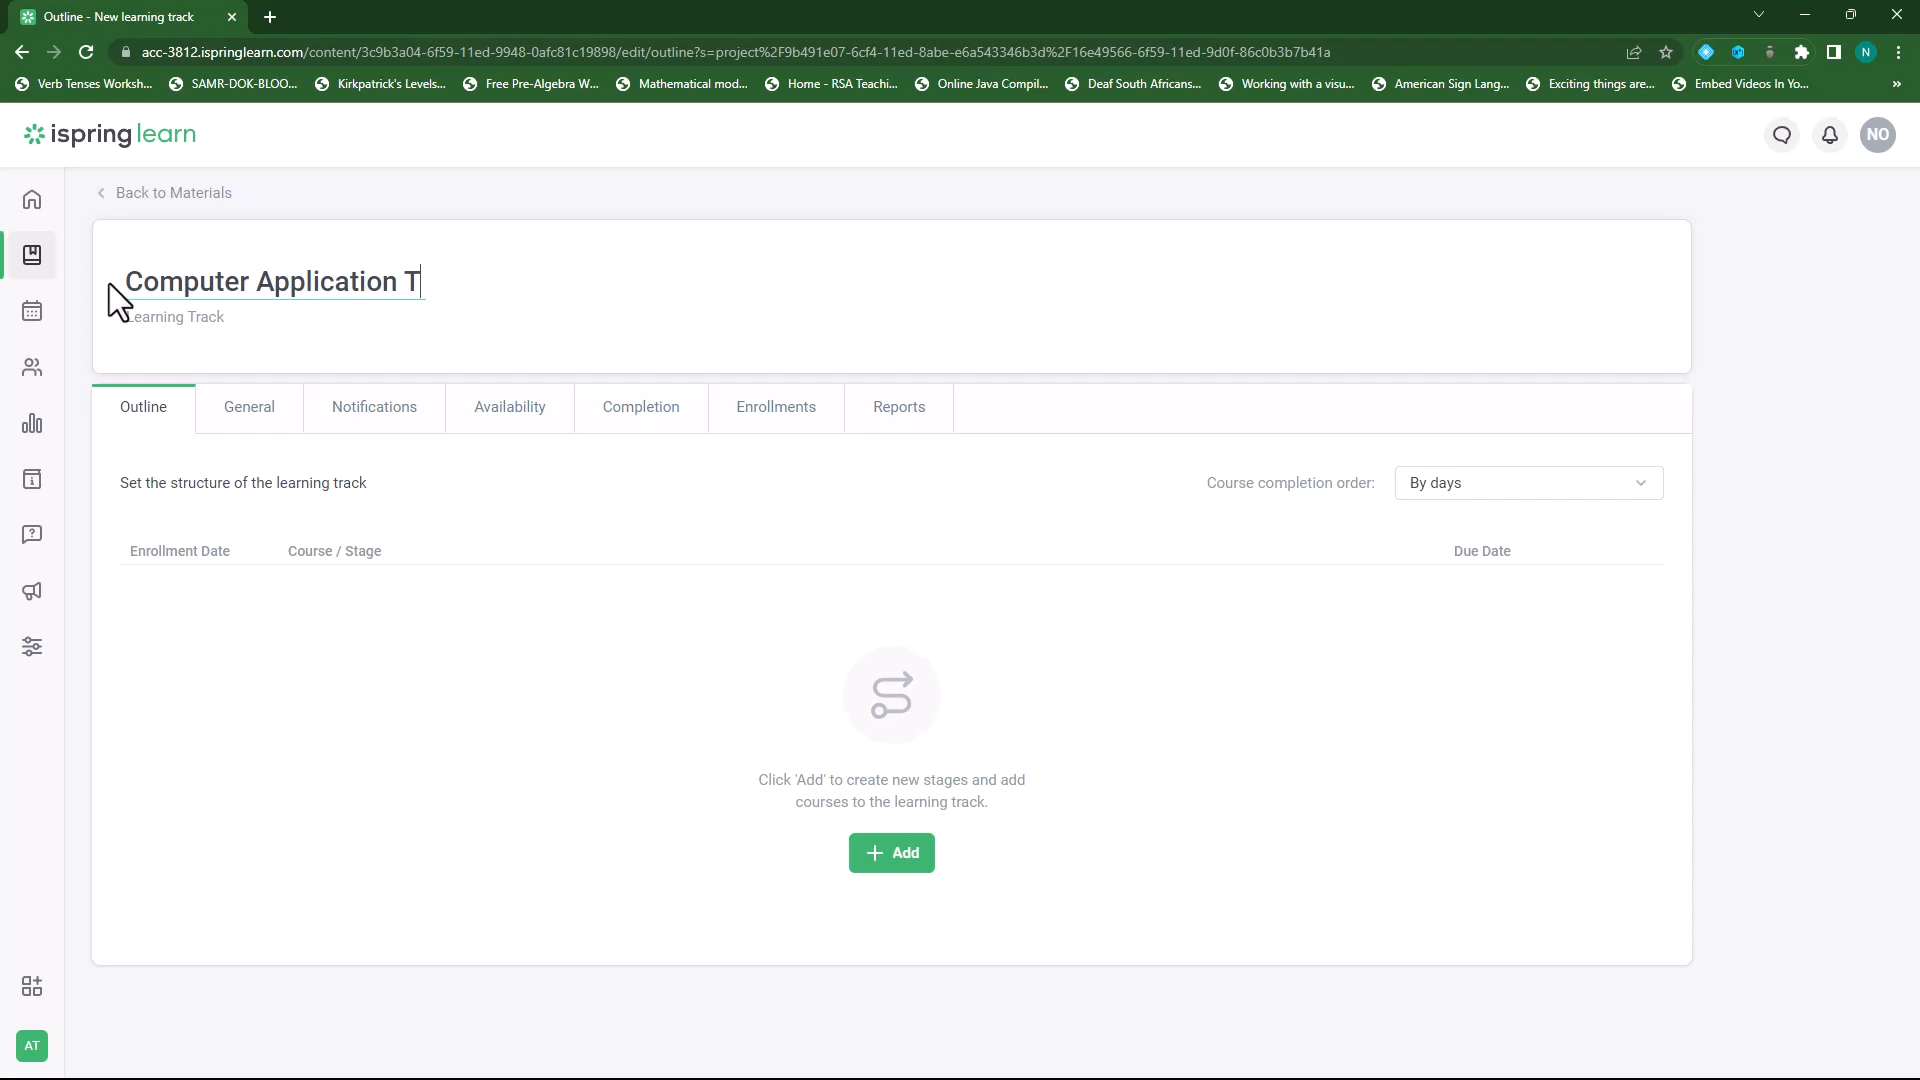 Outline - New learning track
acc-3812.ispringlearn.com/content/3c9b3a04-6f59-11ed-9948-0afc81c19898/edit/outline?s=project%2F9b491e07-6cf4-11ed-8abe-e6a543346b3d%2F16e49566-6f59-11ed-9d0f-86c0b3b7b41a
N
Verb Tenses Worksh... SAMR-DOK-BLOO... Kirkpatrick's Levels... Free Pre-Algebra W... Mathematical mod... Home - RSA Teachi... Online Java Compil... Deaf South Africans... Working with a visu... American Sign Lang... Exciting things are... Embed Videos In Yo... »
ispring learn
NO
Back to Materials
Computer Application T
Learning Track
Outline General Notifications Availability Completion Enrollments Reports
Set the structure of the learning track
Course completion order: By days
Enrollment Date Course / Stage Due Date
Click 'Add' to create new stages and add
courses to the learning track.
+ Add
AT